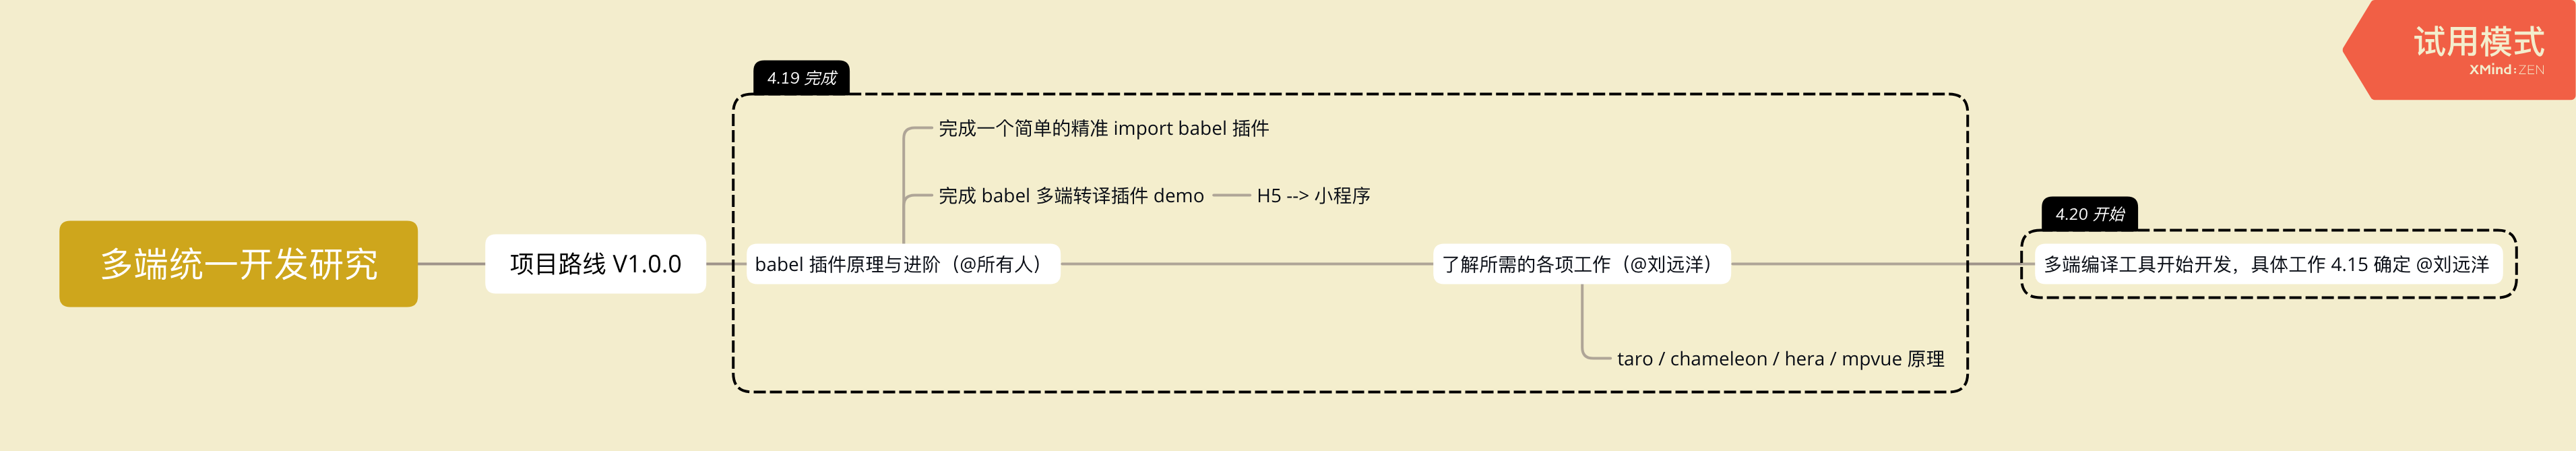 试用模式
XMind:ZEN
4.19 完成
完成一个简单的精准 import babel 插件
完成 babel 多端转译插件 demo
H5 --> 小程序
4.20 开始
多端统一开发研究
项目路线 V1.0.0
babel 插件原理与进阶（@所有人）
了解所需的各项工作（@刘远洋）
多端编译工具开始开发，具体工作 4.15 确定 @刘远洋
taro / chameleon / hera / mpvue 原理